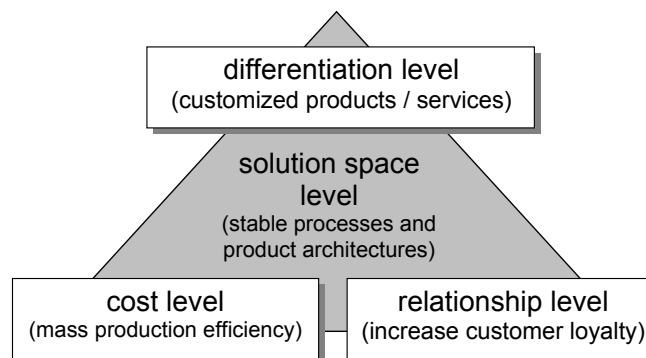 differentiation level
(customized products / services)
solution space
level
(stable processes and
product architectures)
cost level
(mass production efficiency)
relationship level
(increase customer loyalty)